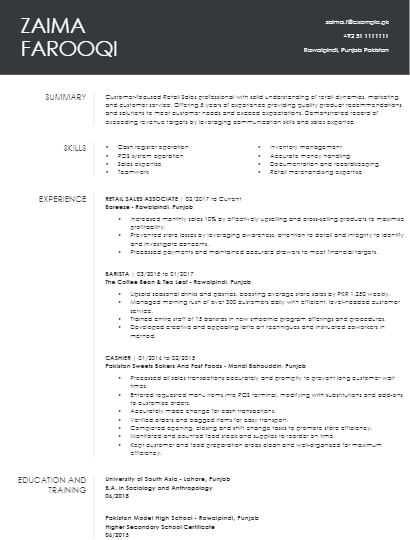 ZAIMA
FAROOQI
zaima.f@example.pk
+92 51 1111111
Rawalpindi, Punjab Pakistan
SUMMARY
Customer-focused Retail Sales professional with solid understanding of retail dynamics, marketing
and customer service. Offering 5 years of experience providing quality product recommendations
and solutions to meet customer needs and exceed expectations. Demonstrated record of
exceeding revenue targets by leveraging communication skills and sales expertise.
SKILLS
• Cash register operation
• POS system operation
• Sales expertise
• Teamwork
• Inventory management
• Accurate money handling
• Documentation and recordkeeping
• Retail merchandising expertise
EXPERIENCE
RETAIL SALES ASSOCIATE | 02/2017 to Current
Bareeze - Rawalpindi, Punjab
• Increased monthly sales 10% by effectively upselling and cross-selling products to maximize
profitability.
• Prevented store losses by leveraging awareness, attention to detail and integrity to identify
and investigate concerns.
• Processed payments and maintained accurate drawers to meet financial targets.
BARISTA | 03/2015 to 01/2017
The Coffee Bean & Tea Leaf - Rawalpindi, Punjab
• Upsold seasonal drinks and pastries, boosting average store sales by PKR 1,250 weekly.
• Managed morning rush of over 300 customers daily with efficient, level-headed customer
service.
• Trained entire staff of 15 baristas in new smoothie program offerings and procedures.
• Developed creative and appealing latte art techniques and instructed coworkers in
method.
CASHIER | 01/2014 to 02/2015
Pakistan Sweets Bakers And Fast Foods - Mandi Bahauddin, Punjab
• Processed all sales transactions accurately and promptly to prevent long customer wait
times.
• Entered requested menu items into POS terminal, modifying with substitutions and add-ons
to customise orders.
• Accurately made change for cash transactions.
• Verified orders and bagged items for easy transport.
• Completed opening, closing and shift change tasks to promote store efficiency.
• Monitored and counted food stock and supplies to reorder on time.
• Kept customer and food preparation areas clean and well-organised for maximum
efficiency.
EDUCATION AND
TRAINING
University of South Asia - Lahore, Punjab
B.A. in Sociology and Anthropology
06/2018
Pakistan Model High School - Rawalpindi, Punjab
Higher Secondary School Certificate
06/2015